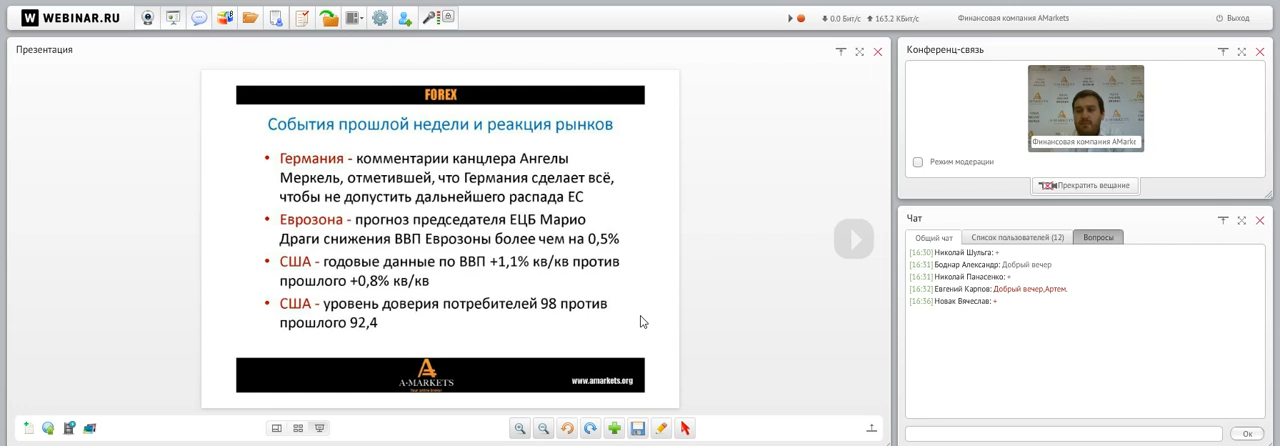 WEBINAR.RU
0.0 Бит/с
163.2 КБит/с
Финансовая компания AMarkets
Выход
Презентация
FOREX
События прошлой недели и реакция рынков
• Германия - комментарии канцлера Ангелы
Меркель, отметившей, что Германия сделает всё,
чтобы не допустить дальнейшего распада ЕС
• Еврозона - прогноз председателя ЕЦБ Марио
Драги снижения ВВП Еврозоны более чем на 0,5%
• США - годовые данные по ВВП +1,1% кв/кв против
прошлого +0,8% кв/кв
• США - уровень доверия потребителей 98 против
прошлого 92,4
A-MARKETS
Your online broker
www.amarkets.org
Конференц-связь
Финансовая компания AMarke
Режим модерации
Прекратить вещание
Чат
Общий чат
Список пользователей (12)
Вопросы
[16:30] Николай Шульга: +
[16:31] Боднар Александр: Добрый вечер
[16:31] Николай Панасенко: +
[16:32] Евгений Карпов: Добрый вечер,Артем.
[16:36] Новак Вячеслав: +
Ок